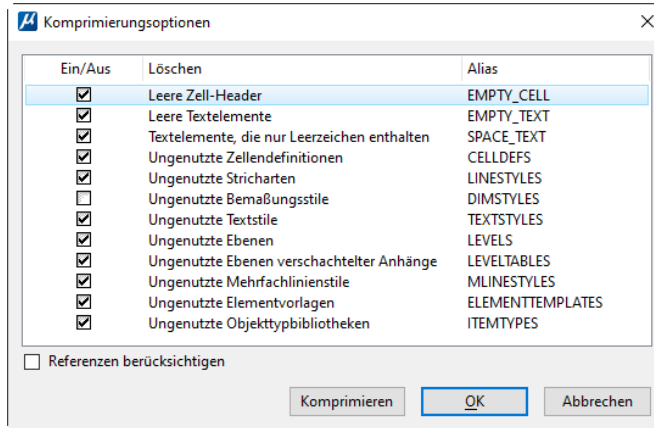 Komprimierungsoptionen
Ein/Aus Löschen Alias
Leere Zell-Header EMPTY_CELL
Leere Textelemente EMPTY_TEXT
Textelemente, die nur Leerzeichen enthalten SPACE_TEXT
Ungenutzte Zellendefinitionen CELLDEFS
Ungenutzte Stricharten LINESTYLES
Ungenutzte Bemaßungsstile DIMSTYLES
Ungenutzte Textstile TEXTSTYLES
Ungenutzte Ebenen LEVELS
Ungenutzte Ebenen verschachtelter Anhänge LEVELTABLES
Ungenutzte Mehrfachlinienstile MLINESTYLES
Ungenutzte Elementvorlagen ELEMENTTEMPLATES
Ungenutzte Objekttypbibliotheken ITEMTYPES
Referenzen berücksichtigen
Komprimieren OK Abbrechen